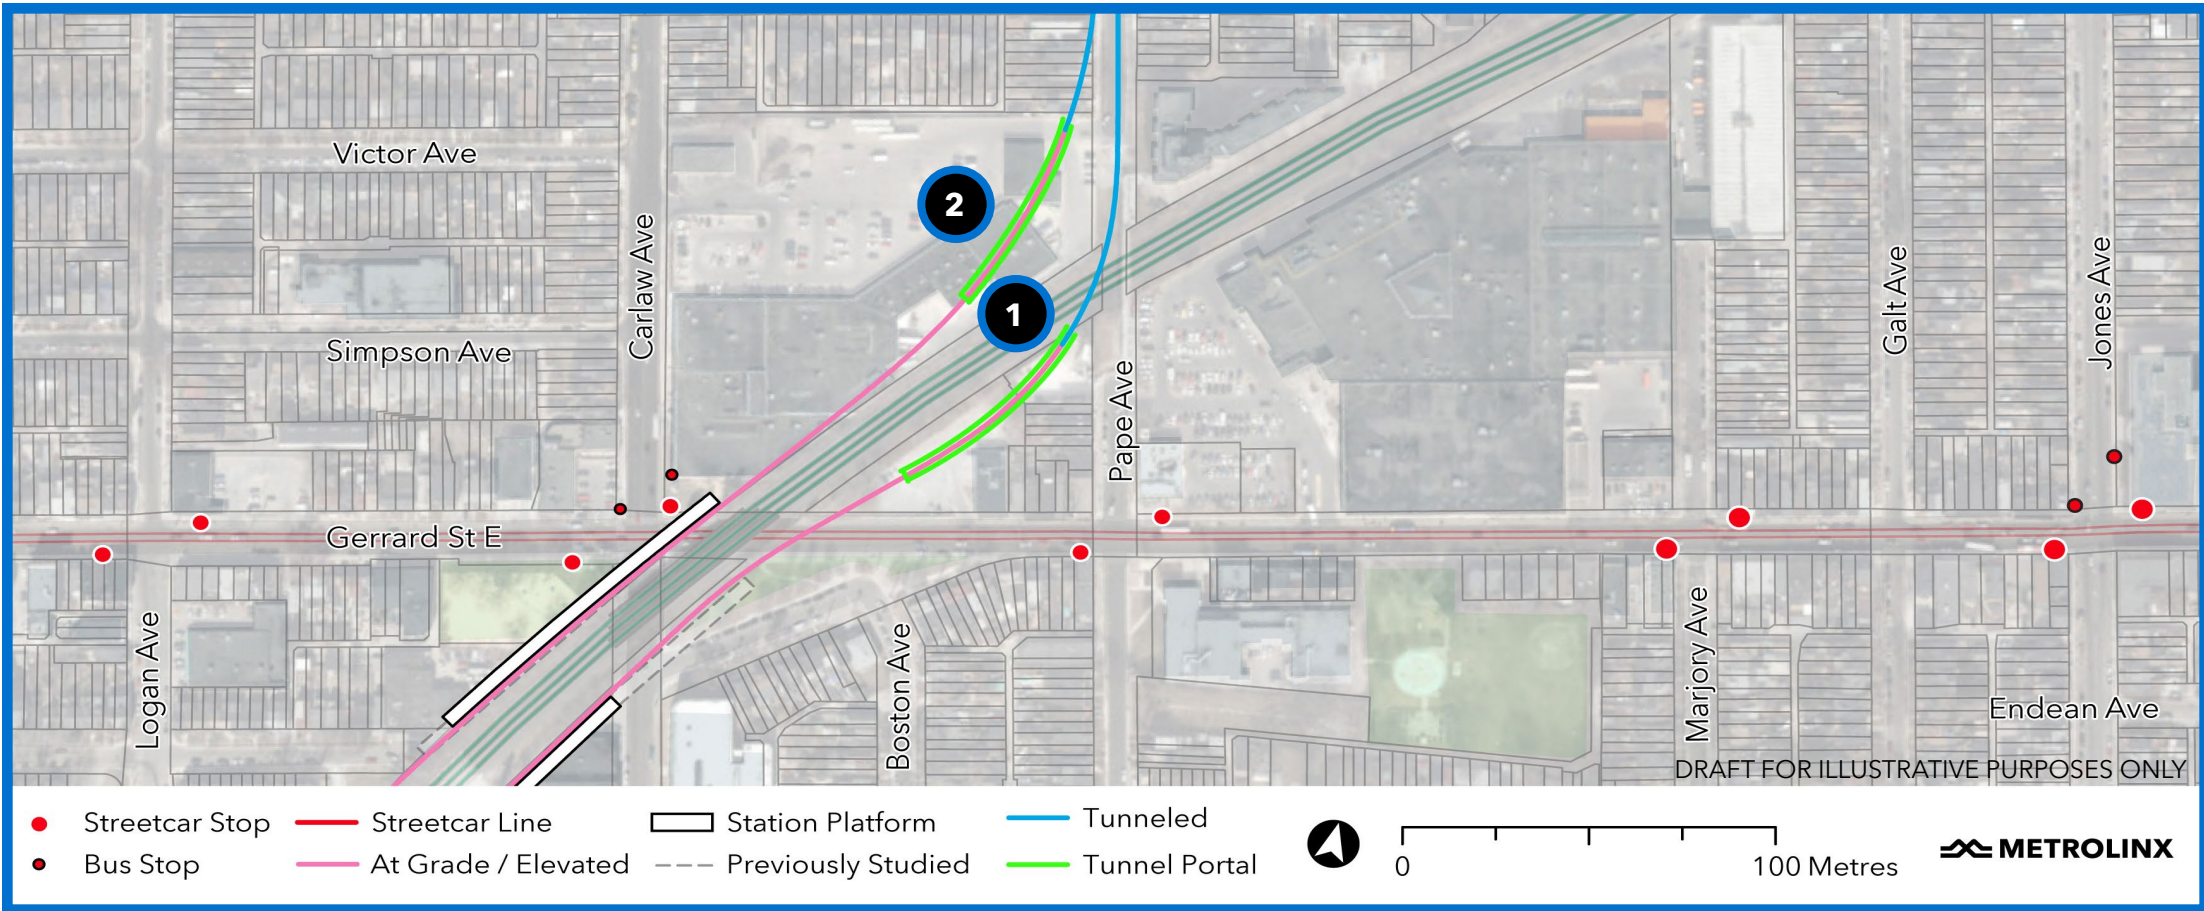 Victor Ave
2
Carlaw Ave
Galt Ave
Jones Ave
1
Simpson Ave
Pape Ave
Gerrard St E
Logan Ave
Boston Ave
Marjory Ave
Endean Ave
DRAFT FOR ILLUSTRATIVE PURPOSES ONLY
Streetcar Stop
Streetcar Line
Station Platform
Tunneled
Bus Stop
At Grade / Elevated
Previously Studied
Tunnel Portal
0
100 Metres
METROLINX